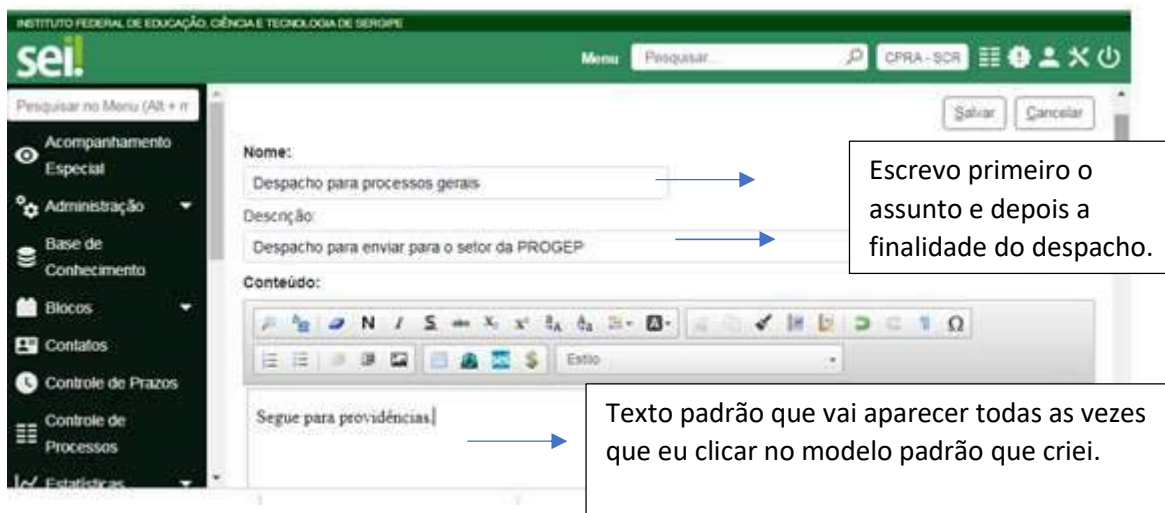 INSTITUTO FEDERAL DE EDUCAÇÃO, CIÊNCIA E TECNOLOGIA DE SERGIPE
sei!
Menu
Pesquisar...
CPRA - SCR
Pesquisar no Menu (Alt + m
Salvar
Cancelar
Acompanhamento
Especial
Administração
Base de
Conhecimento
Blocos
Contatos
Controle de Prazos
Controle de
Processos
Estatísticas
Nome:
Despacho para processos gerais
Descrição:
Despacho para enviar para o setor da PROGEP
Conteúdo:
N I S abc X₂ x²
Estilo
Segue para providências.
Escrevo primeiro o
assunto e depois a
finalidade do despacho.
Texto padrão que vai aparecer todas as vezes
que eu clicar no modelo padrão que criei.